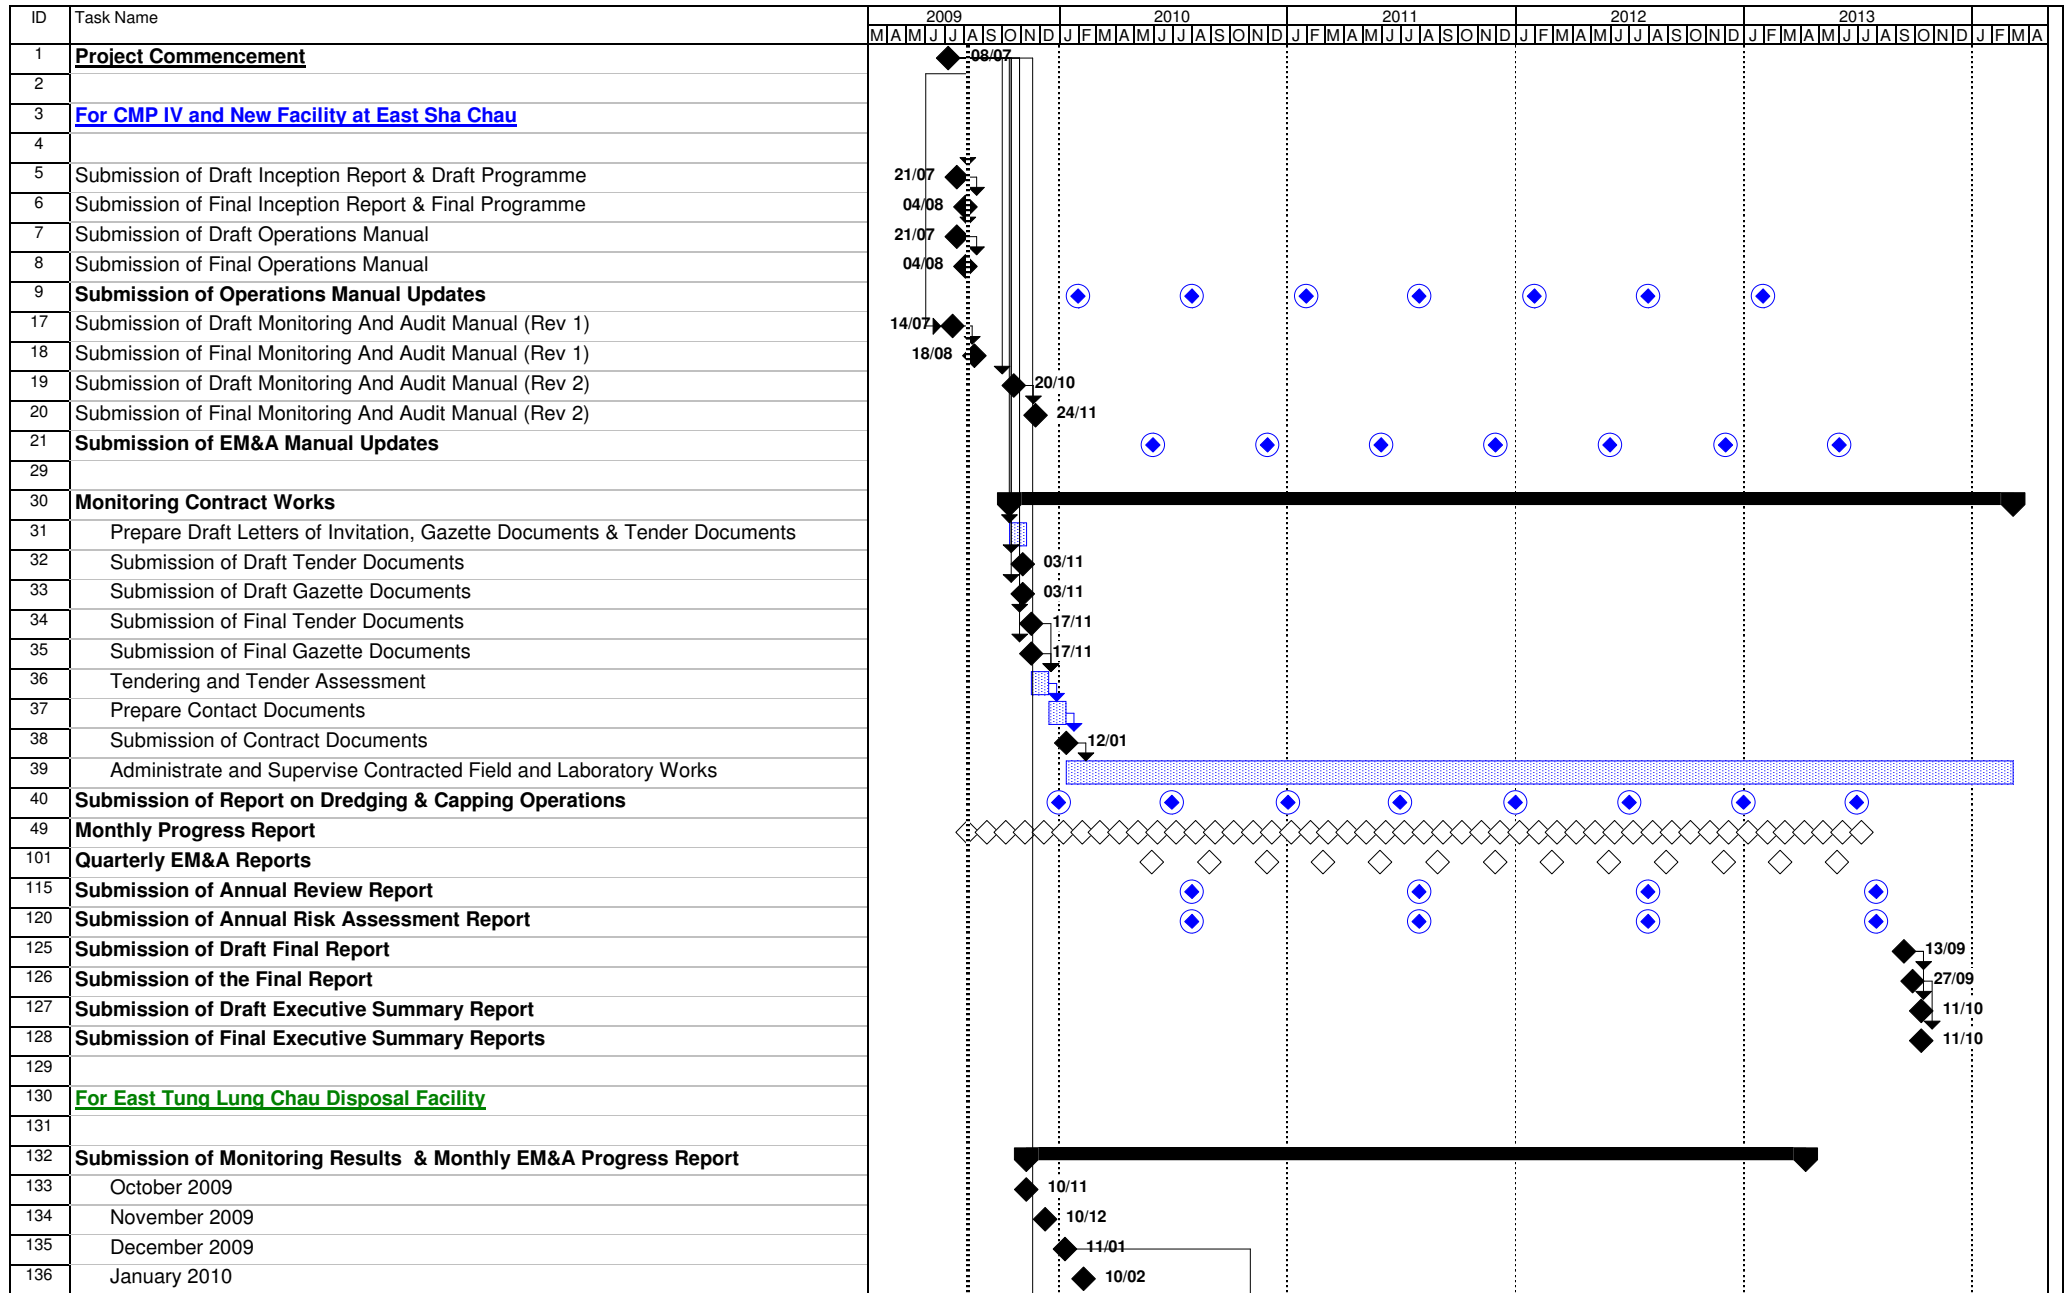 ID Task Name 2009 2010 2011 2012 2013
M A M J J A S O N D J F M A M J J A S O N D J F M A M J J A S O N D J F M A M J J A S O N D J F M A M J J A S O N D J F M A
1 Project Commencement 08/07
2
3 For CMP IV and New Facility at East Sha Chau
4
5 Submission of Draft Inception Report & Draft Programme 21/07
6 Submission of Final Inception Report & Final Programme 04/08
7 Submission of Draft Operations Manual 21/07
8 Submission of Final Operations Manual 04/08
9 Submission of Operations Manual Updates
17 Submission of Draft Monitoring And Audit Manual (Rev 1) 14/07
18 Submission of Final Monitoring And Audit Manual (Rev 1) 18/08
19 Submission of Draft Monitoring And Audit Manual (Rev 2) 20/10
20 Submission of Final Monitoring And Audit Manual (Rev 2) 24/11
21 Submission of EM&A Manual Updates
29
30 Monitoring Contract Works
31 Prepare Draft Letters of Invitation, Gazette Documents & Tender Documents
32 Submission of Draft Tender Documents 03/11
33 Submission of Draft Gazette Documents 03/11
34 Submission of Final Tender Documents 17/11
35 Submission of Final Gazette Documents 17/11
36 Tendering and Tender Assessment
37 Prepare Contact Documents
38 Submission of Contract Documents 12/01
39 Administrate and Supervise Contracted Field and Laboratory Works
40 Submission of Report on Dredging & Capping Operations
49 Monthly Progress Report
101 Quarterly EM&A Reports
115 Submission of Annual Review Report
120 Submission of Annual Risk Assessment Report
125 Submission of Draft Final Report 13/09
126 Submission of the Final Report 27/09
127 Submission of Draft Executive Summary Report 11/10
128 Submission of Final Executive Summary Reports 11/10
129
130 For East Tung Lung Chau Disposal Facility
131
132 Submission of Monitoring Results & Monthly EM&A Progress Report
133 October 2009 10/11
134 November 2009 10/12
135 December 2009 11/01
136 January 2010 10/02